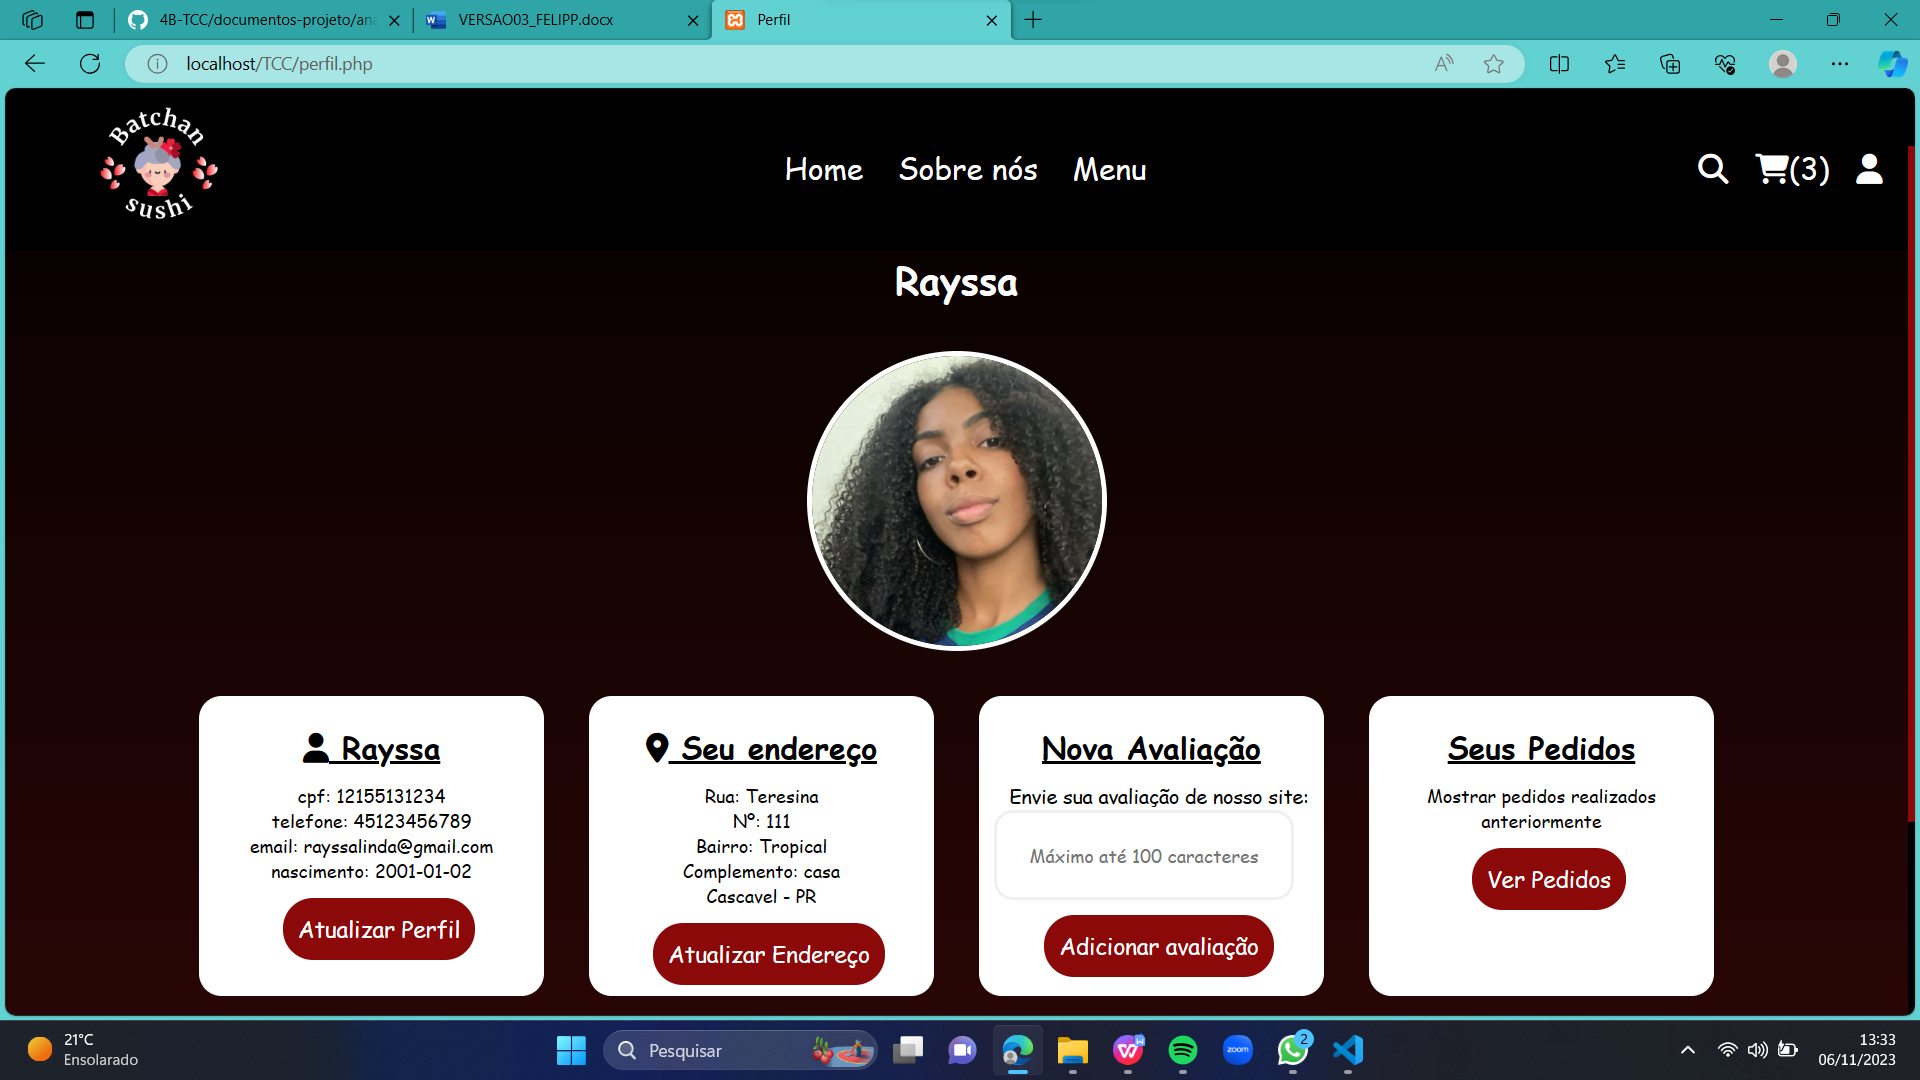 4B-TCC/documentos-projeto/an
VERSAO03_FELIPP.docx
Perfil
localhost/TCC/perfil.php
Batchan
sushi
Home
Sobre nós
Menu
(3)
Rayssa
Rayssa
cpf: 12155131234
telefone: 45123456789
email: rayssalinda@gmail.com
nascimento: 2001-01-02
Atualizar Perfil
Seu endereço
Rua: Teresina
Nº: 111
Bairro: Tropical
Complemento: casa
Cascavel - PR
Atualizar Endereço
Nova Avaliação
Envie sua avaliação de nosso site:
Máximo até 100 caracteres
Adicionar avaliação
Seus Pedidos
Mostrar pedidos realizados
anteriormente
Ver Pedidos
21°C
Ensolarado
Pesquisar
zoom
2
13:33
06/11/2023